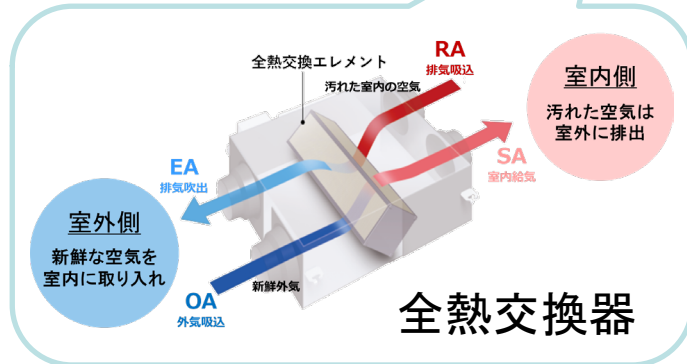 全熱交換エレメント
RA
排気吸込
汚れた室内の空気
室内側
汚れた空気は
室外に排出
EA
排気吹出
SA
室内給気
室外側
新鮮な空気を
室内に取り入れ
新鮮外気
OA
外気吸込
全熱交換器